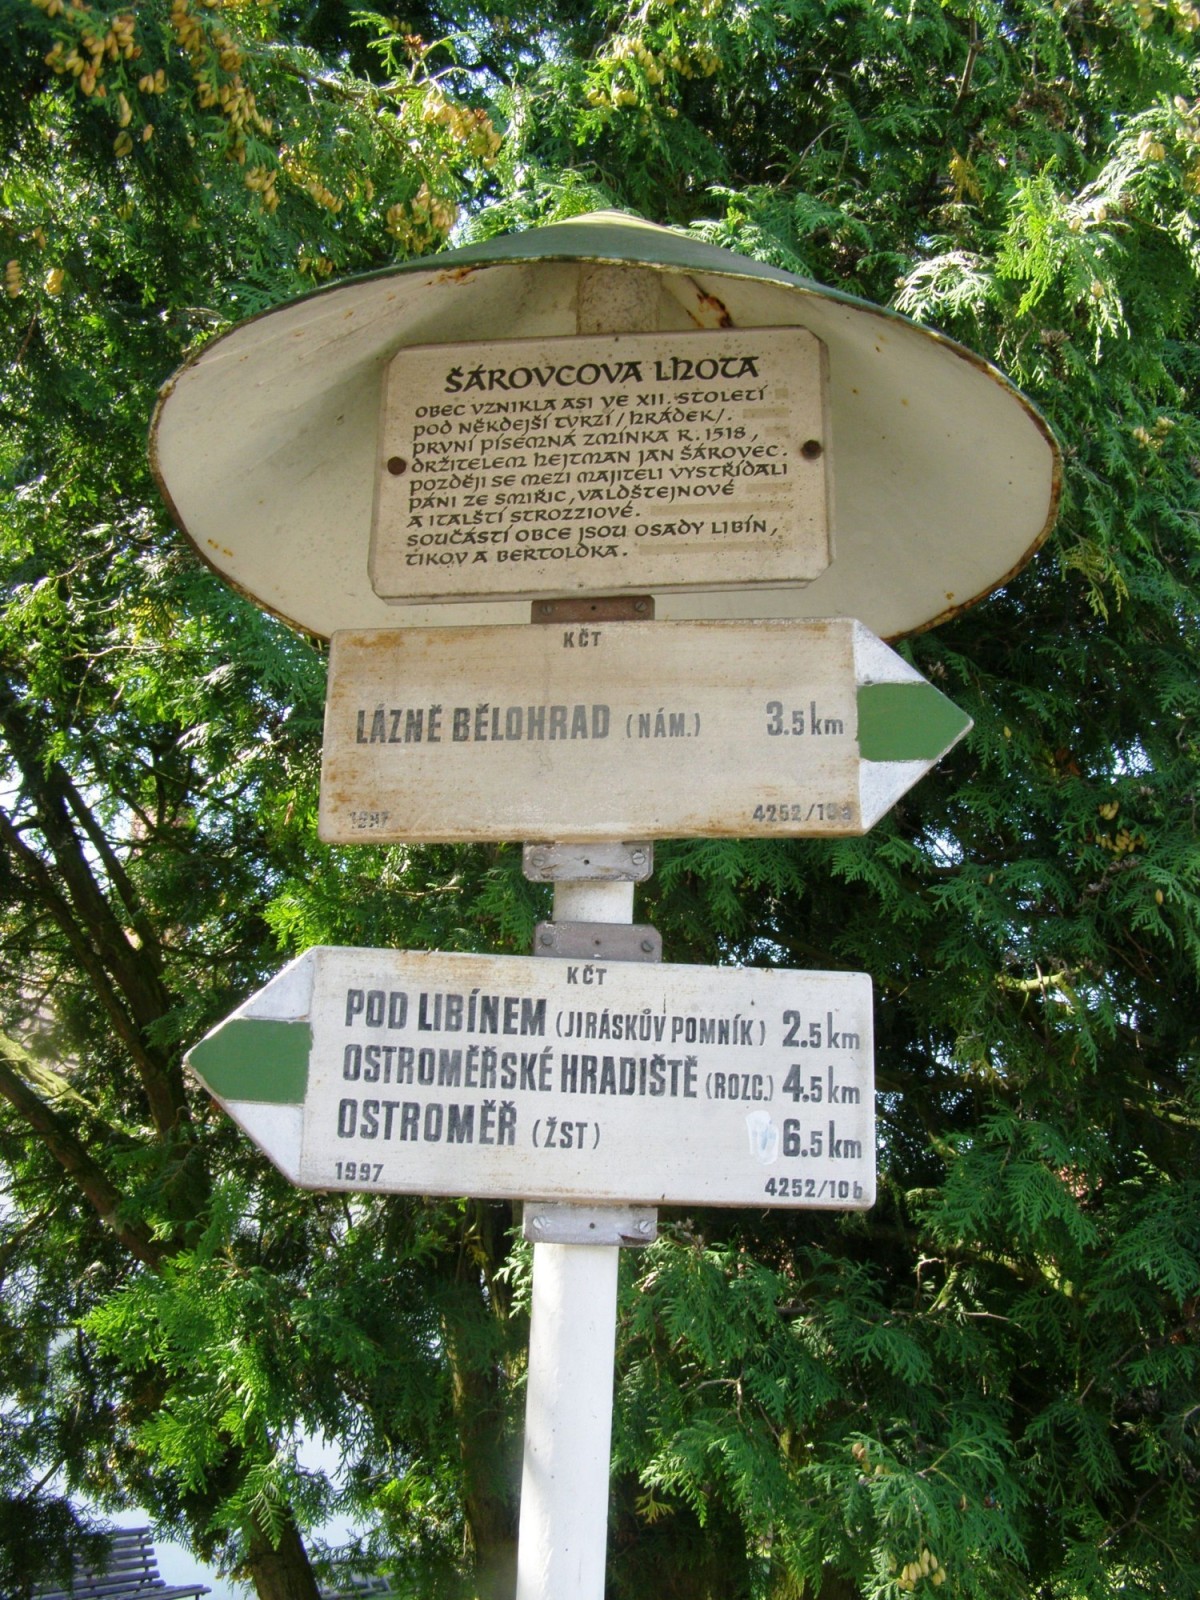 ŠÁROVCOVA LHOTA
OBEC VZNIKLA ASI VE XII. STOLETÍ
POD NĚKDEJŠÍ TVRZÍ /HRÁDEK/.
PRVNÍ PÍSEMNÁ ZMÍNKA R. 1518,
DRŽITELEM HEJTMAN JAN ŠÁROVEC.
POZDĚJI SE MEZI MAJITELI VYSTŘÍDALI
PÁNI ZE SMIŘIC, VALDŠTEJNOVÉ
A ITALŠTÍ STROZZIOVÉ.
SOUČÁSTÍ OBCE JSOU OSADY LIBÍN,
TIKOV A BERTOLDKA.
KČT
LÁZNĚ BĚLOHRAD (NÁM.) 3.5 km
1997 4252/10a
KČT
POD LIBÍNEM (JIRÁSKŮV POMNÍK) 2.5 km
OSTROMĚŘSKÉ HRADIŠTĚ (ROZC.) 4.5 km
OSTROMĚŘ (ŽST) 6.5 km
1997 4252/10b